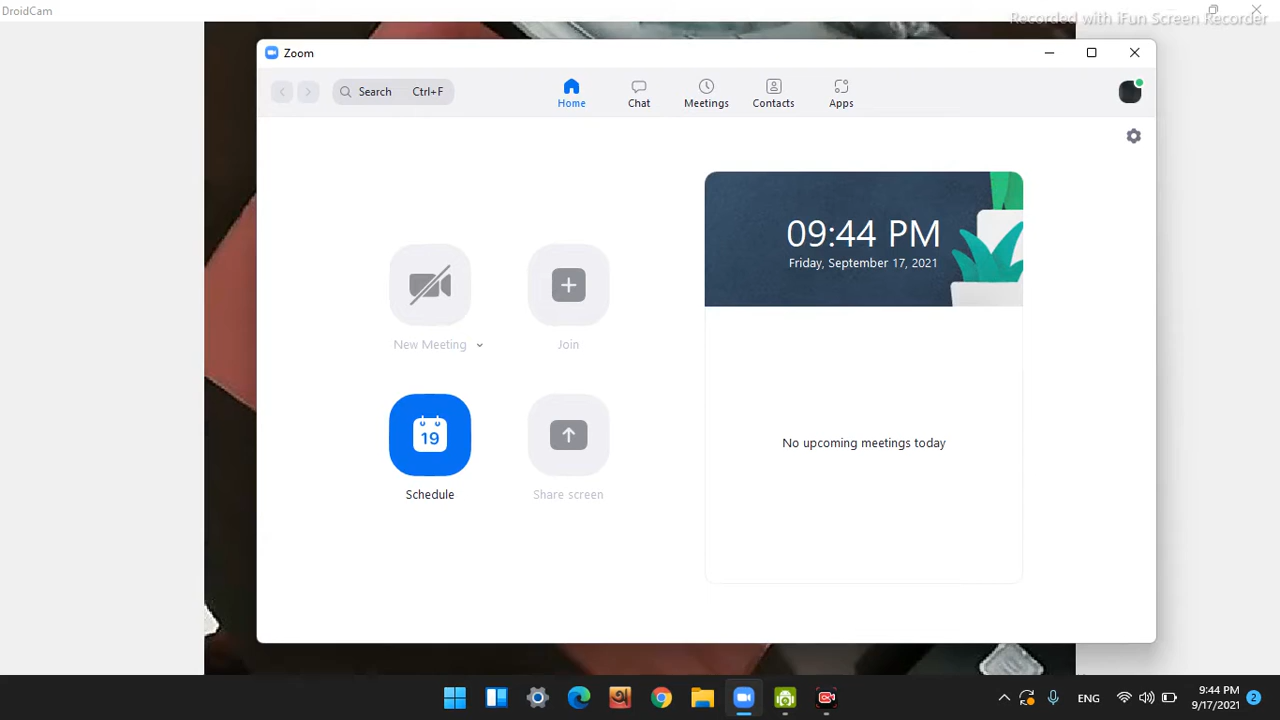 DroidCam
Recorded with iFun Screen Recorder
Zoom
Search Ctrl+F
Home
Chat
Meetings
Contacts
Apps
09:44 PM
Friday, September 17, 2021
New Meeting
Join
19
Schedule
Share screen
No upcoming meetings today
অ
ENG
9:44 PM
9/17/2021
2